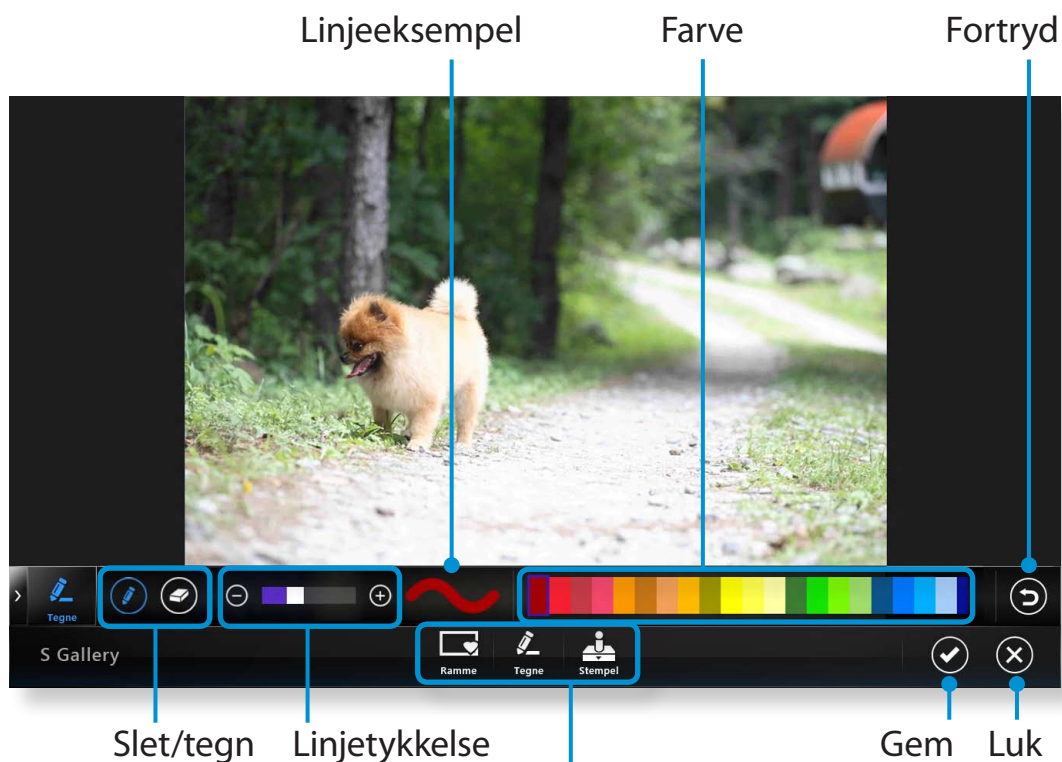 Linjeeksempel Farve Fortryd
Tegne
S Gallery Ramme Tegne Stempel
Slet/tegn Linjetykkelse Gem Luk